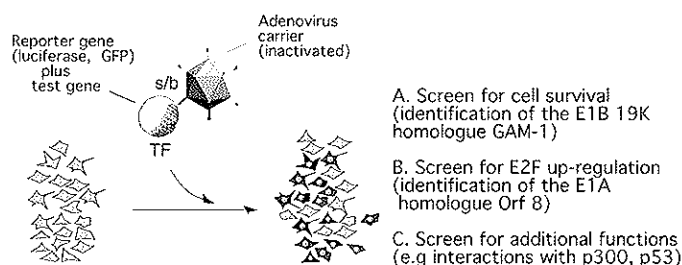 Adenovirus
carrier
(inactivated)
Reporter gene
(luciferase, GFP)
plus
test gene
s/b
TF
A. Screen for cell survival
(identification of the E1B 19K
homologue GAM-1)
B. Screen for E2F up-regulation
(identification of the E1A
homologue Orf 8)
C. Screen for additional functions
(e.g interactions with p300, p53)